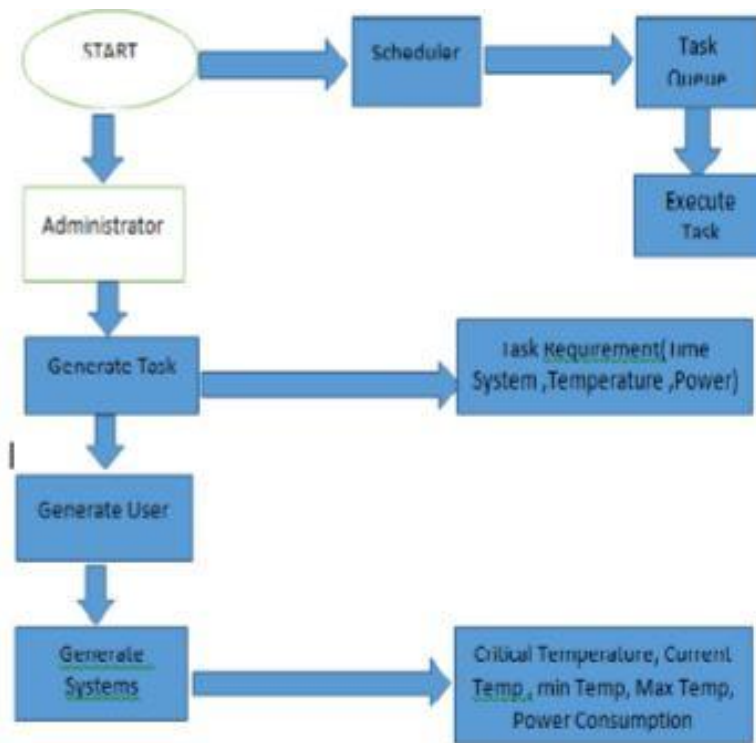 START
Scheduler
Task
Queue
Execute
Task
Administrator
Generate Task
Task Requirement(Time
System ,Temperature ,Power)
Generate User
Generate
Systems
Critical Temperature, Current
Temp , min Temp, Max Temp,
Power Consumption